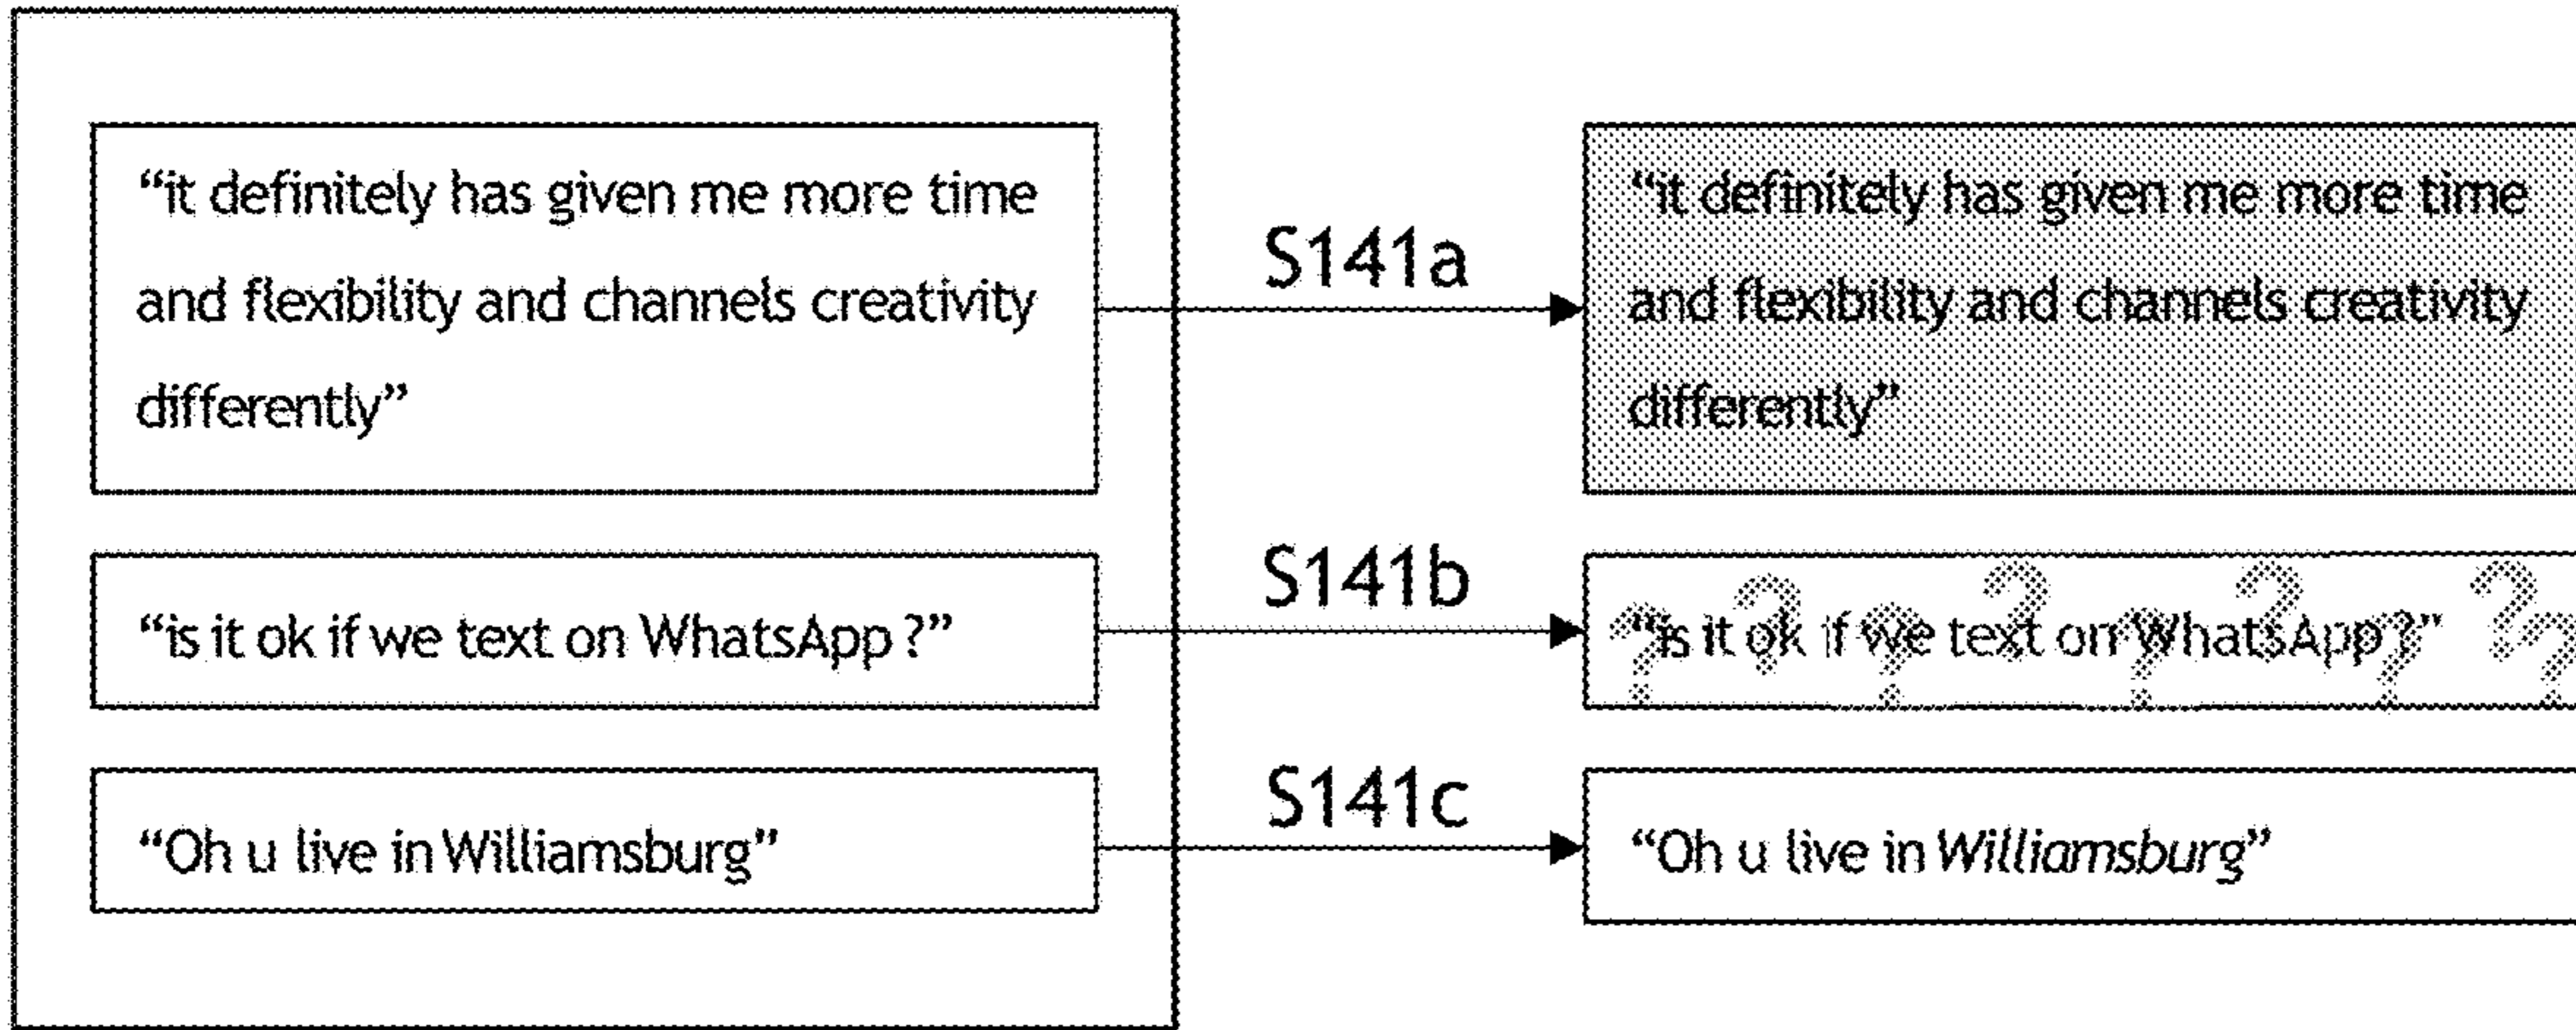 “it definitely has given me more time
and flexibility and channels creativity
differently”
S141a
“it definitely has given me more time
and flexibility and channels creativity
differently”
“is it ok if we text on WhatsApp ?”
S141b
“is it ok if we text on WhatsApp ?”
? ? ? ? ? ? ? ? ?
“Oh u live in Williamsburg”
S141c
“Oh u live in Williamsburg”